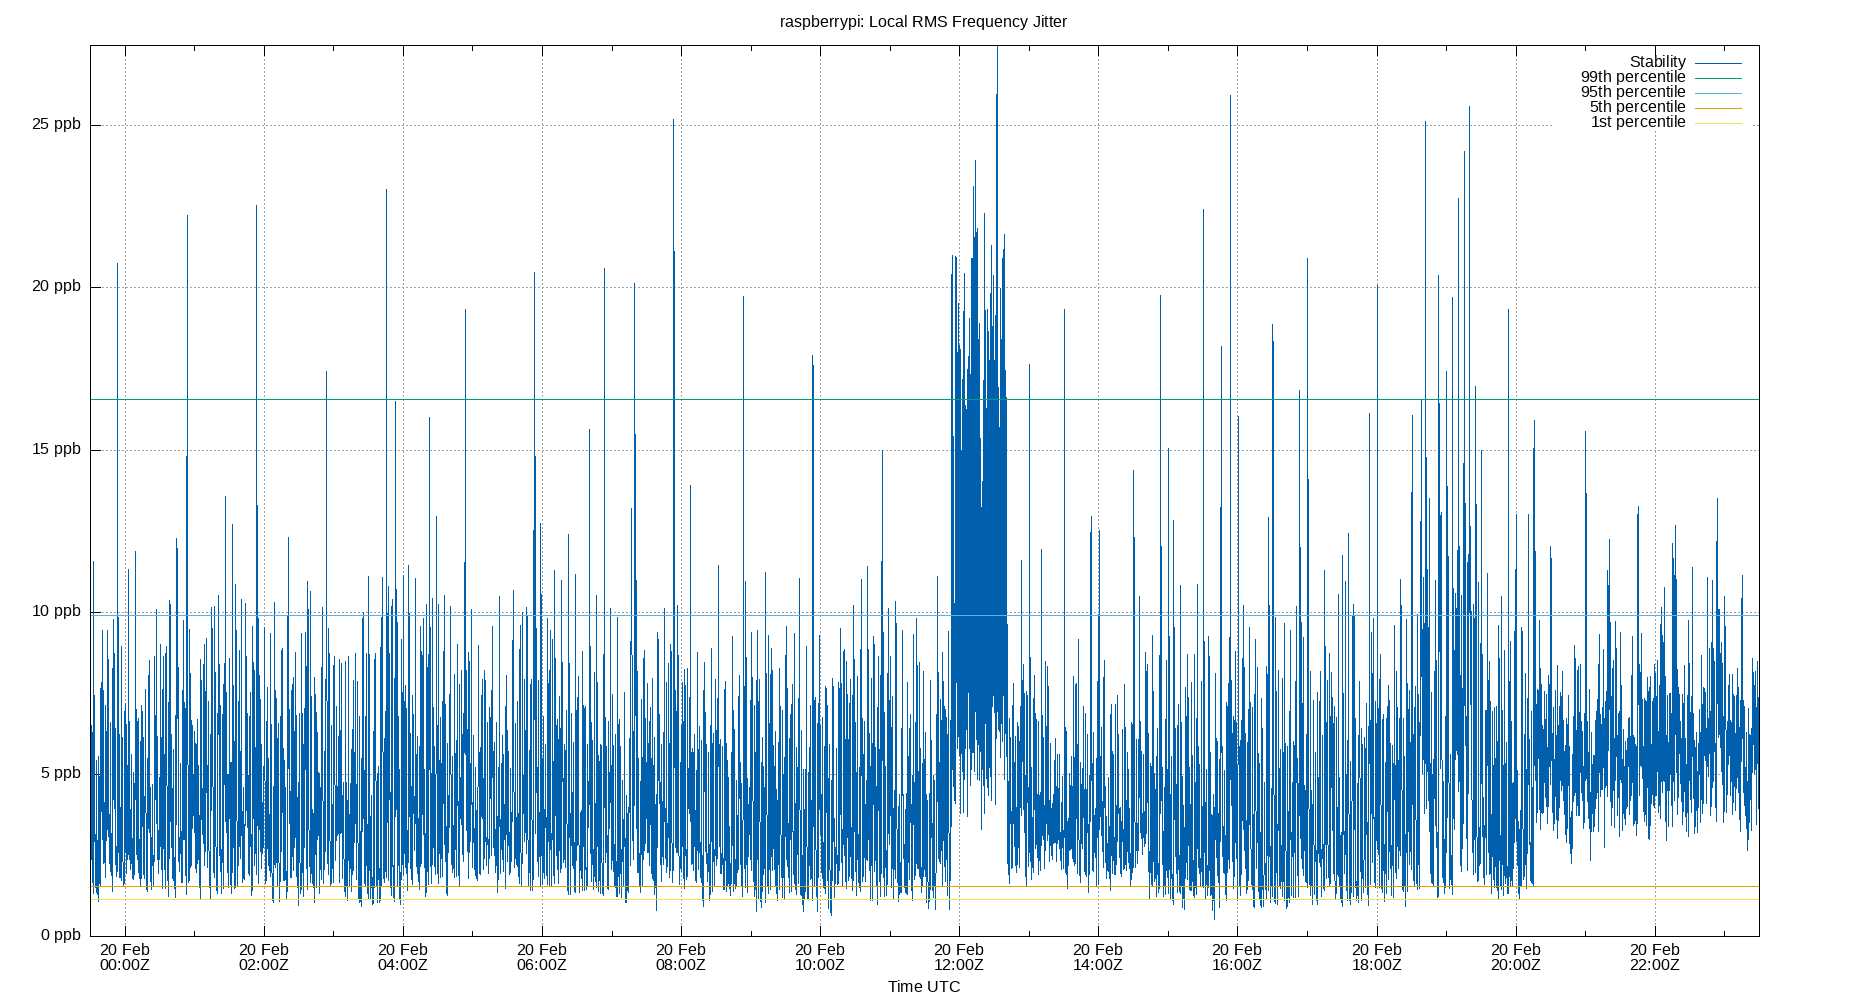 raspberrypi: Local RMS Frequency Jitter
Stability
99th percentile
95th percentile
5th percentile
1st percentile
25 ppb
20 ppb
15 ppb
10 ppb
5 ppb
0 ppb
20 Feb 20 Feb 20 Feb 20 Feb 20 Feb 20 Feb 20 Feb 20 Feb 20 Feb 20 Feb 20 Feb 20 Feb
00:00Z 02:00Z 04:00Z 06:00Z 08:00Z 10:00Z 12:00Z 14:00Z 16:00Z 18:00Z 20:00Z 22:00Z
Time UTC